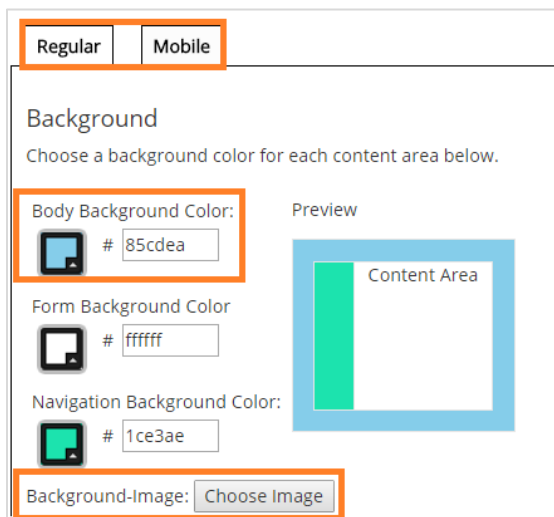 Regular Mobile
Background
Choose a background color for each content area below.
Body Background Color:
# 85cdea
Preview
Content Area
Form Background Color
# ffffff
Navigation Background Color:
# 1ce3ae
Background-Image: Choose Image